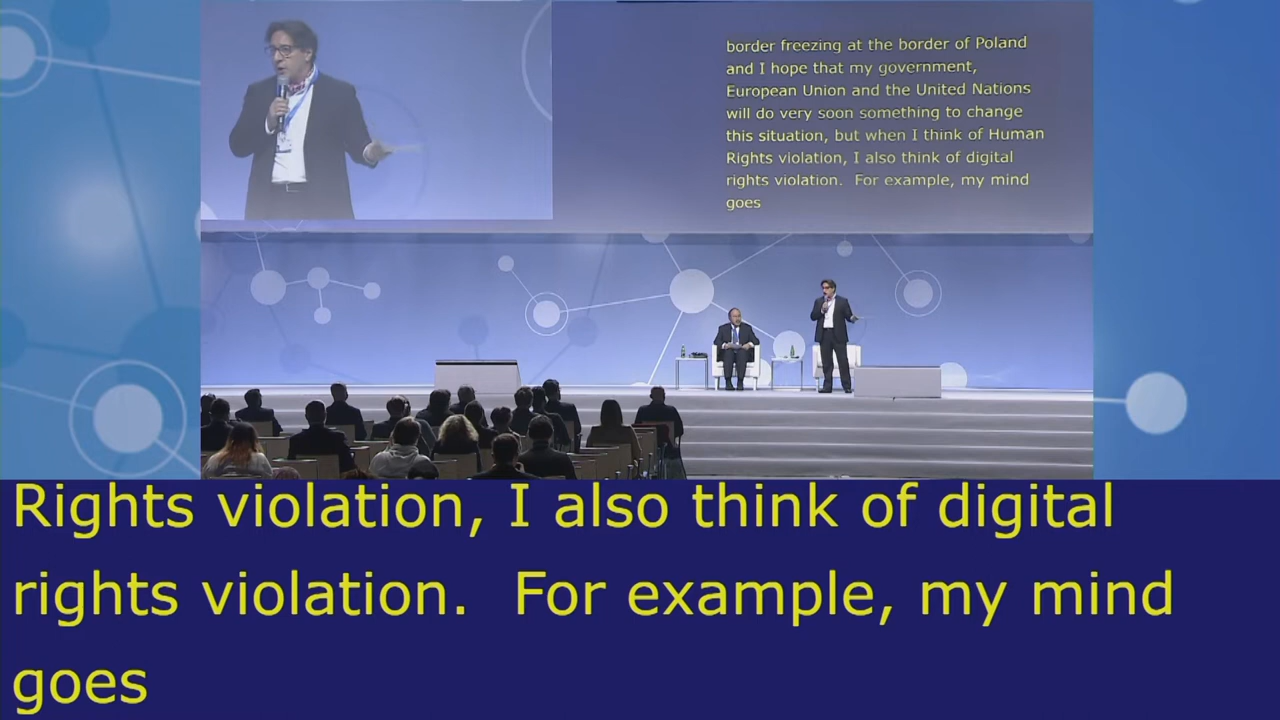 border freezing at the border of Poland
and I hope that my government,
European Union and the United Nations
will do very soon something to change
this situation, but when I think of Human
Rights violation, I also think of digital
rights violation.  For example, my mind
goes
Rights violation, I also think of digital
rights violation.  For example, my mind
goes